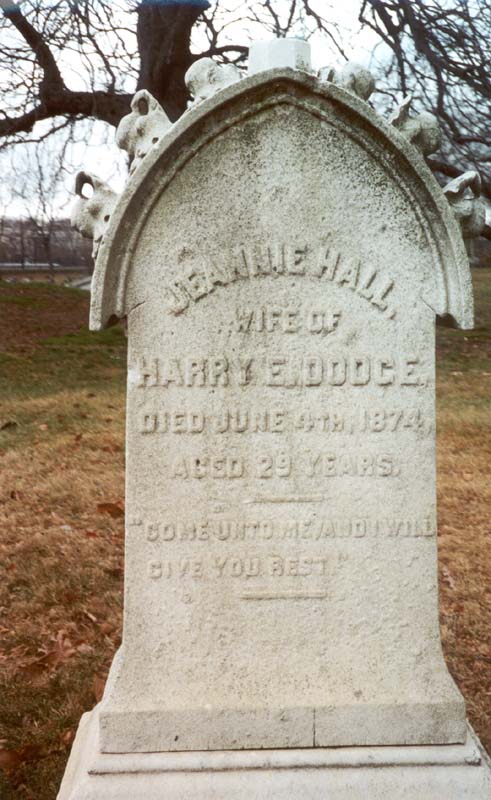 JEANNIE HALL,
WIFE OF
HARRY E. DODGE,
DIED JUNE 4TH, 1874,
AGED 29 YEARS.
"COME UNTO ME, AND I WILL
GIVE YOU REST."